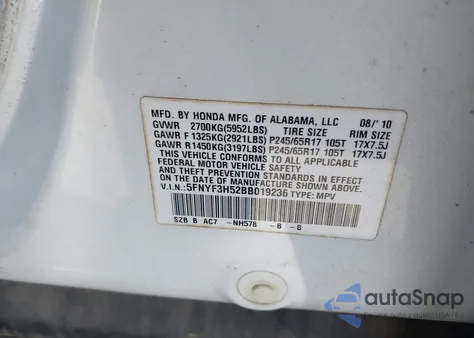 MFD. BY HONDA MFG. OF ALABAMA, LLC 08/'10
GVWR 2700KG(5952LBS) TIRE SIZE RIM SIZE
GAWR F 1325KG(2921LBS) P245/65R17 105T 17X7.5J
GAWR R1450KG(3197LBS) P245/65R17 105T 17X7.5J
THIS VEHICLE CONFORMS TO ALL APPLICABLE
FEDERAL MOTOR VEHICLE SAFETY AND
THEFT PREVENTION STANDARDS IN EFFECT
ON THE DATE OF MANUFACTURE SHOWN ABOVE.
V.I.N.: 5FNYF3H52BB019236 TYPE: MPV
SZB B AC7 -NH578 -B -B
autaSnap